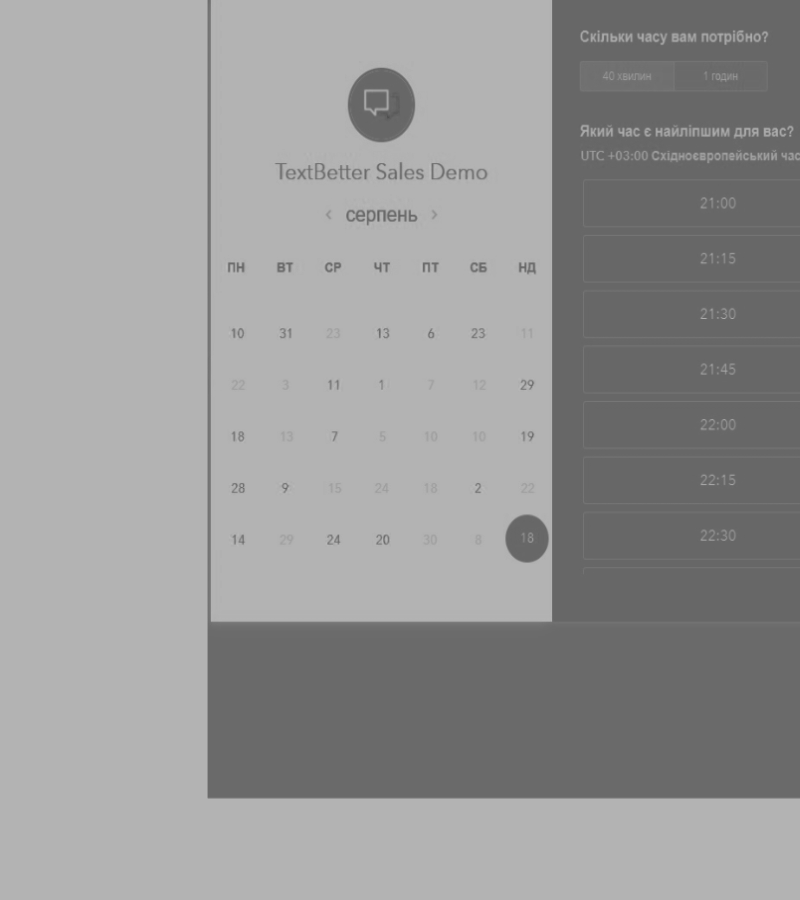 TextBetter Sales Demo
серпень
ПН ВТ СР ЧТ ПТ СБ НД
10 31 23 13 6 23 11
22 3 11 1 7 12 29
18 13 7 5 10 10 19
28 9 15 24 18 2 22
14 29 24 20 30 8 18
Скільки часу вам потрібно?
40 хвилин 1 годин
Який час є найліпшим для вас?
UTC +03:00 Східноєвропейський час
21:00
21:15
21:30
21:45
22:00
22:15
22:30